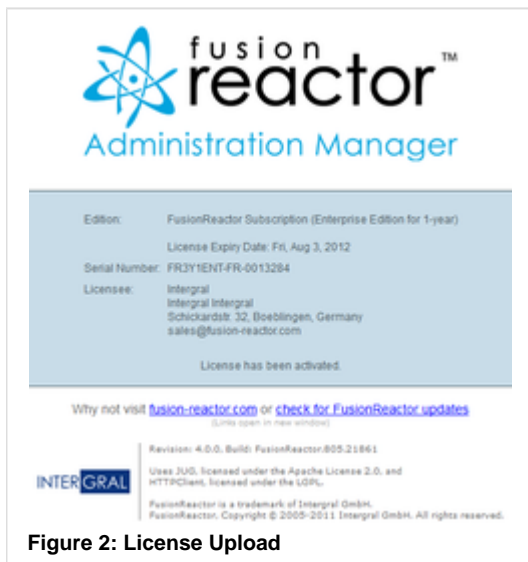 fusion
reactor™
Administration Manager
Edition: FusionReactor Subscription (Enterprise Edition for 1-year)
License Expiry Date: Fri, Aug 3, 2012
Serial Number: FR3Y1ENT-FR-0013284
Licensee: Intergral
Intergral Intergral
Schickardstr. 32, Boeblingen, Germany
sales@fusion-reactor.com
License has been activated.
Why not visit fusion-reactor.com or check for FusionReactor updates
(Links open in new window)
Revision: 4.0.0, Build: FusionReactor.805.21861
Uses JUG, licensed under the Apache License 2.0, and
HTTPClient, licensed under the LGPL.
INTERGRAL
FusionReactor is a trademark of Intergral GmbH.
FusionReactor, Copyright © 2005-2011 Intergral GmbH. All rights reserved.
Figure 2: License Upload